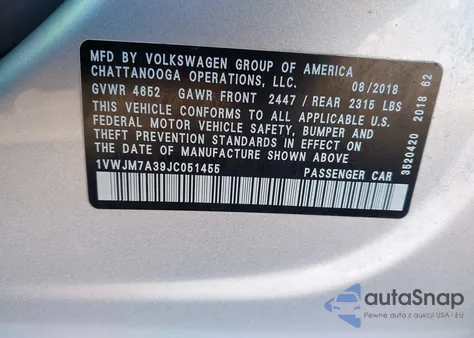 MFD BY VOLKSWAGEN GROUP OF AMERICA
CHATTANOOGA OPERATIONS, LLC. 08/2018
GVWR 4652 GAWR FRONT 2447 / REAR 2315 LBS
THIS VEHICLE CONFORMS TO ALL APPLICABLE U.S.
FEDERAL MOTOR VEHICLE SAFETY, BUMPER AND
THEFT PREVENTION STANDARDS IN EFFECT ON
THE DATE OF MANUFACTURE SHOWN ABOVE.
1VWJM7A39JC051455 PASSENGER CAR
3620420 2018 62
autoSnap
Pewne auta z aukcji USA i EU